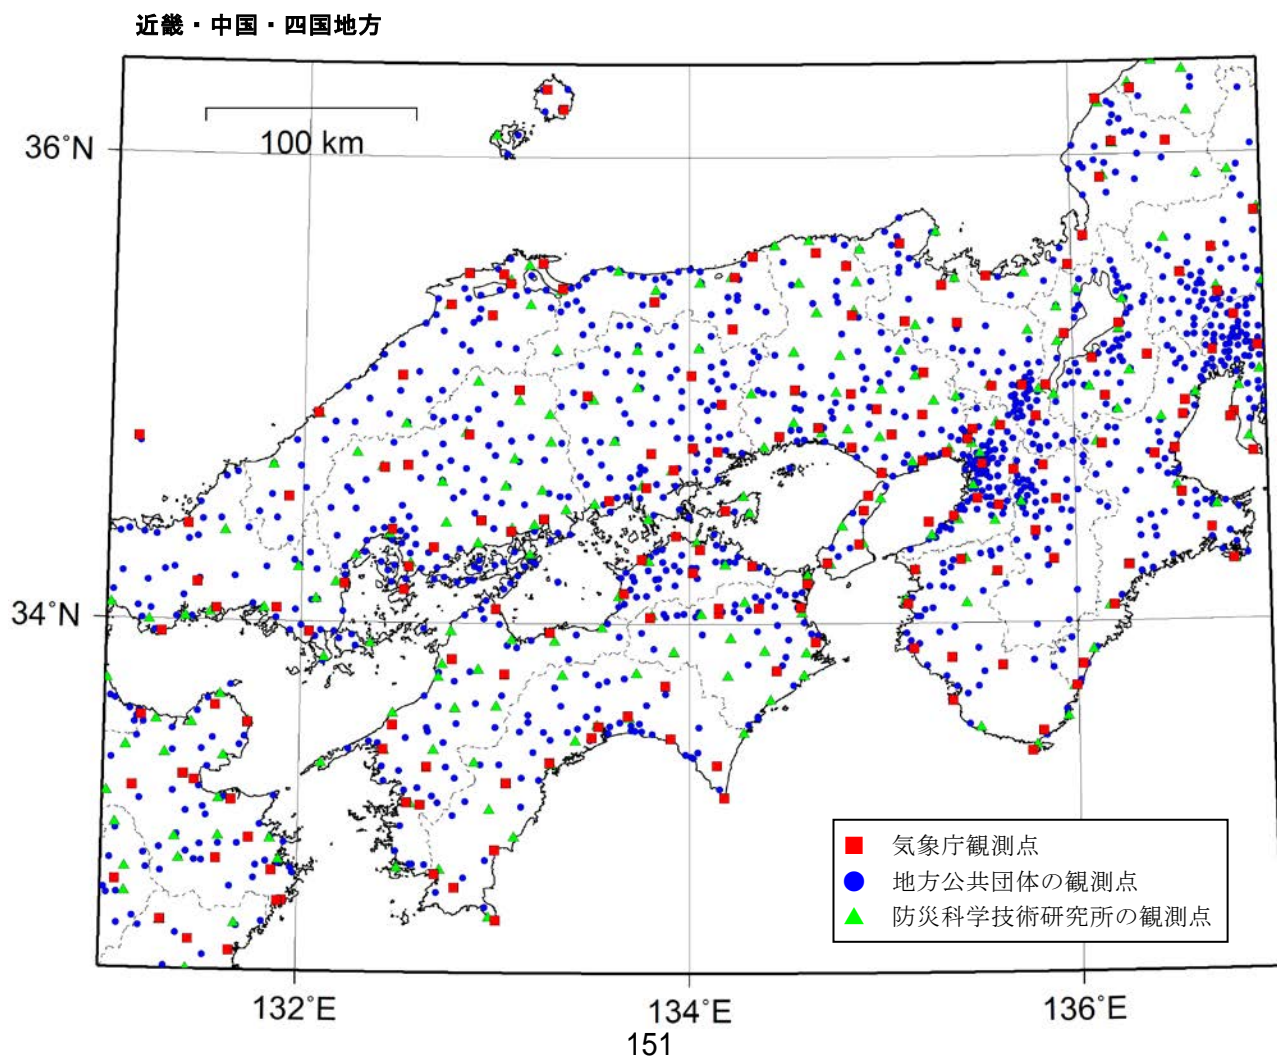 近畿・中国・四国地方
100 km
36°N
34°N
気象庁観測点
地方公共団体の観測点
防災科学技術研究所の観測点
132°E
134°E
136°E
151